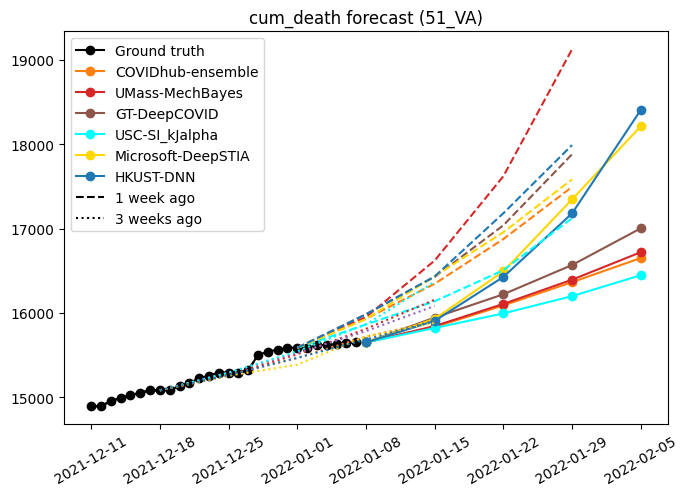 cum_death forecast (51_VA)
19000
18000
17000
16000
15000
Ground truth
COVIDhub-ensemble
UMass-MechBayes
GT-DeepCOVID
USC-SI_kJalpha
Microsoft-DeepSTIA
HKUST-DNN
1 week ago
3 weeks ago
2021-12-11
2021-12-18
2021-12-25
2022-01-01
2022-01-08
2022-01-15
2022-01-22
2022-01-29
2022-02-05